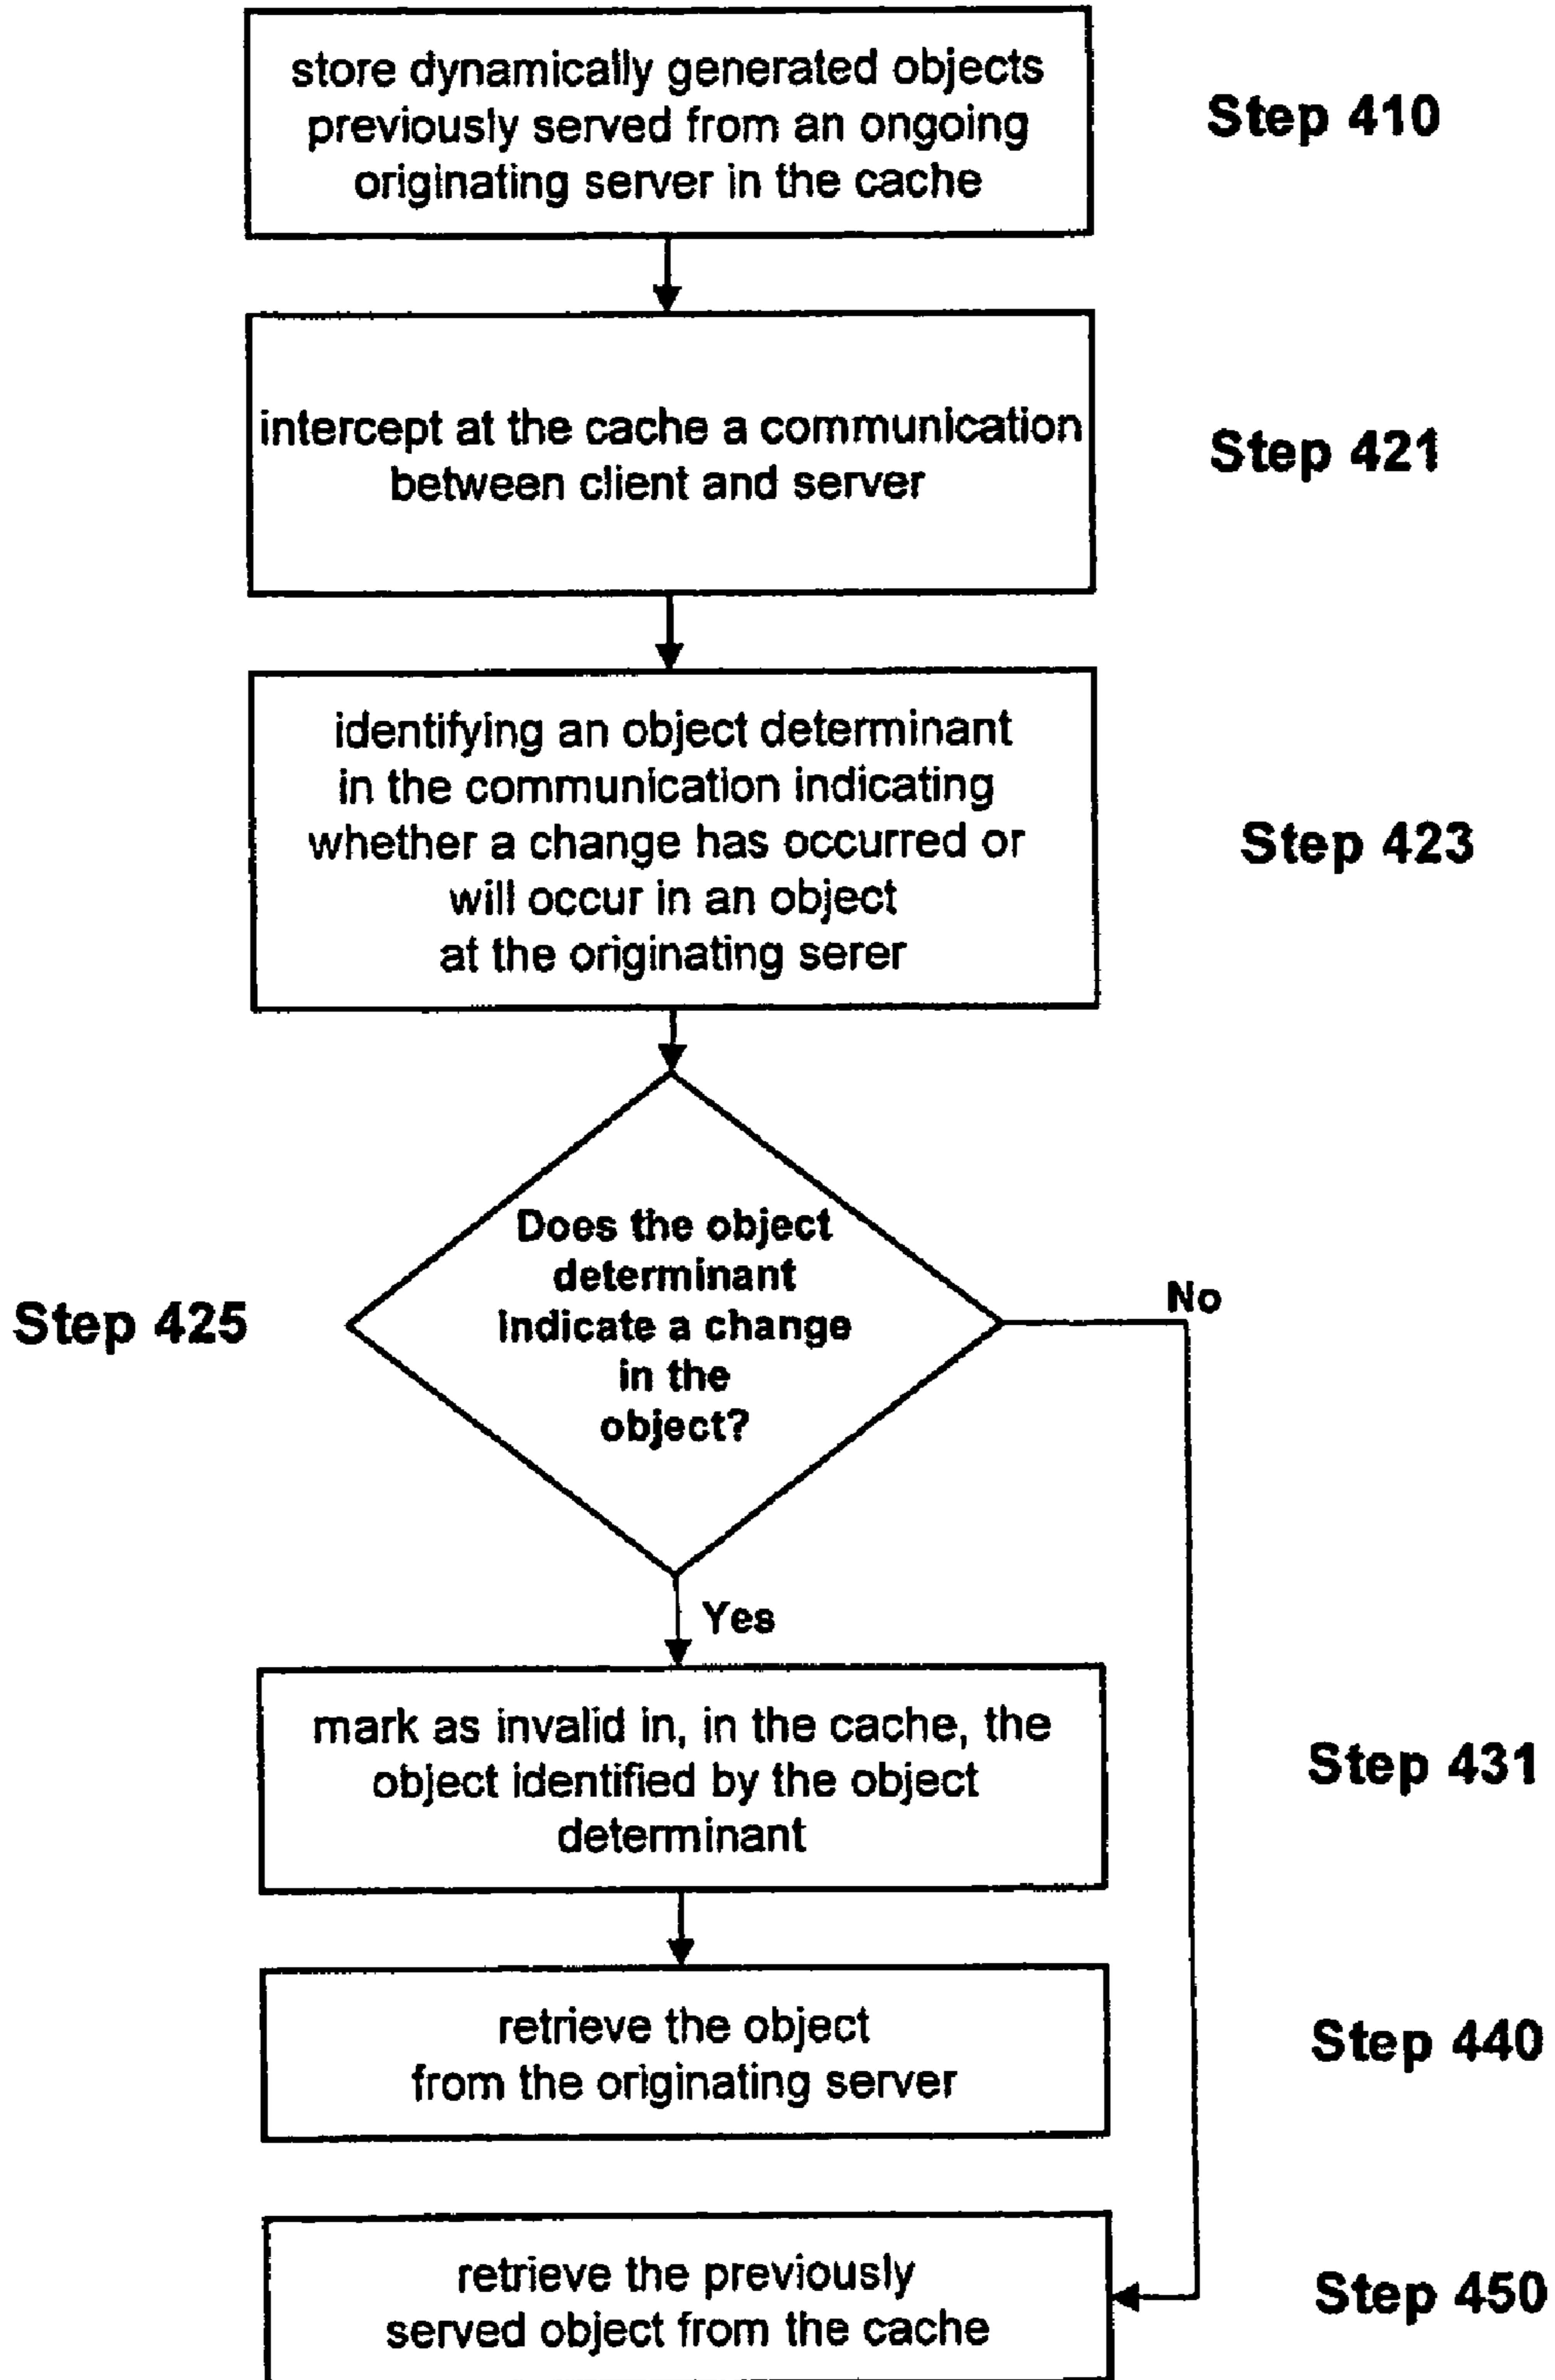 store dynamically generated objects
previously served from an ongoing
originating server in the cache
Step 410
intercept at the cache a communication
between client and server
Step 421
identifying an object determinant
in the communication indicating
whether a change has occurred or
will occur in an object
at the originating serer
Step 423
Does the object
determinant
indicate a change
in the
object?
Step 425
No
Yes
mark as invalid in, in the cache, the
object identified by the object
determinant
Step 431
retrieve the object
from the originating server
Step 440
retrieve the previously
served object from the cache
Step 450